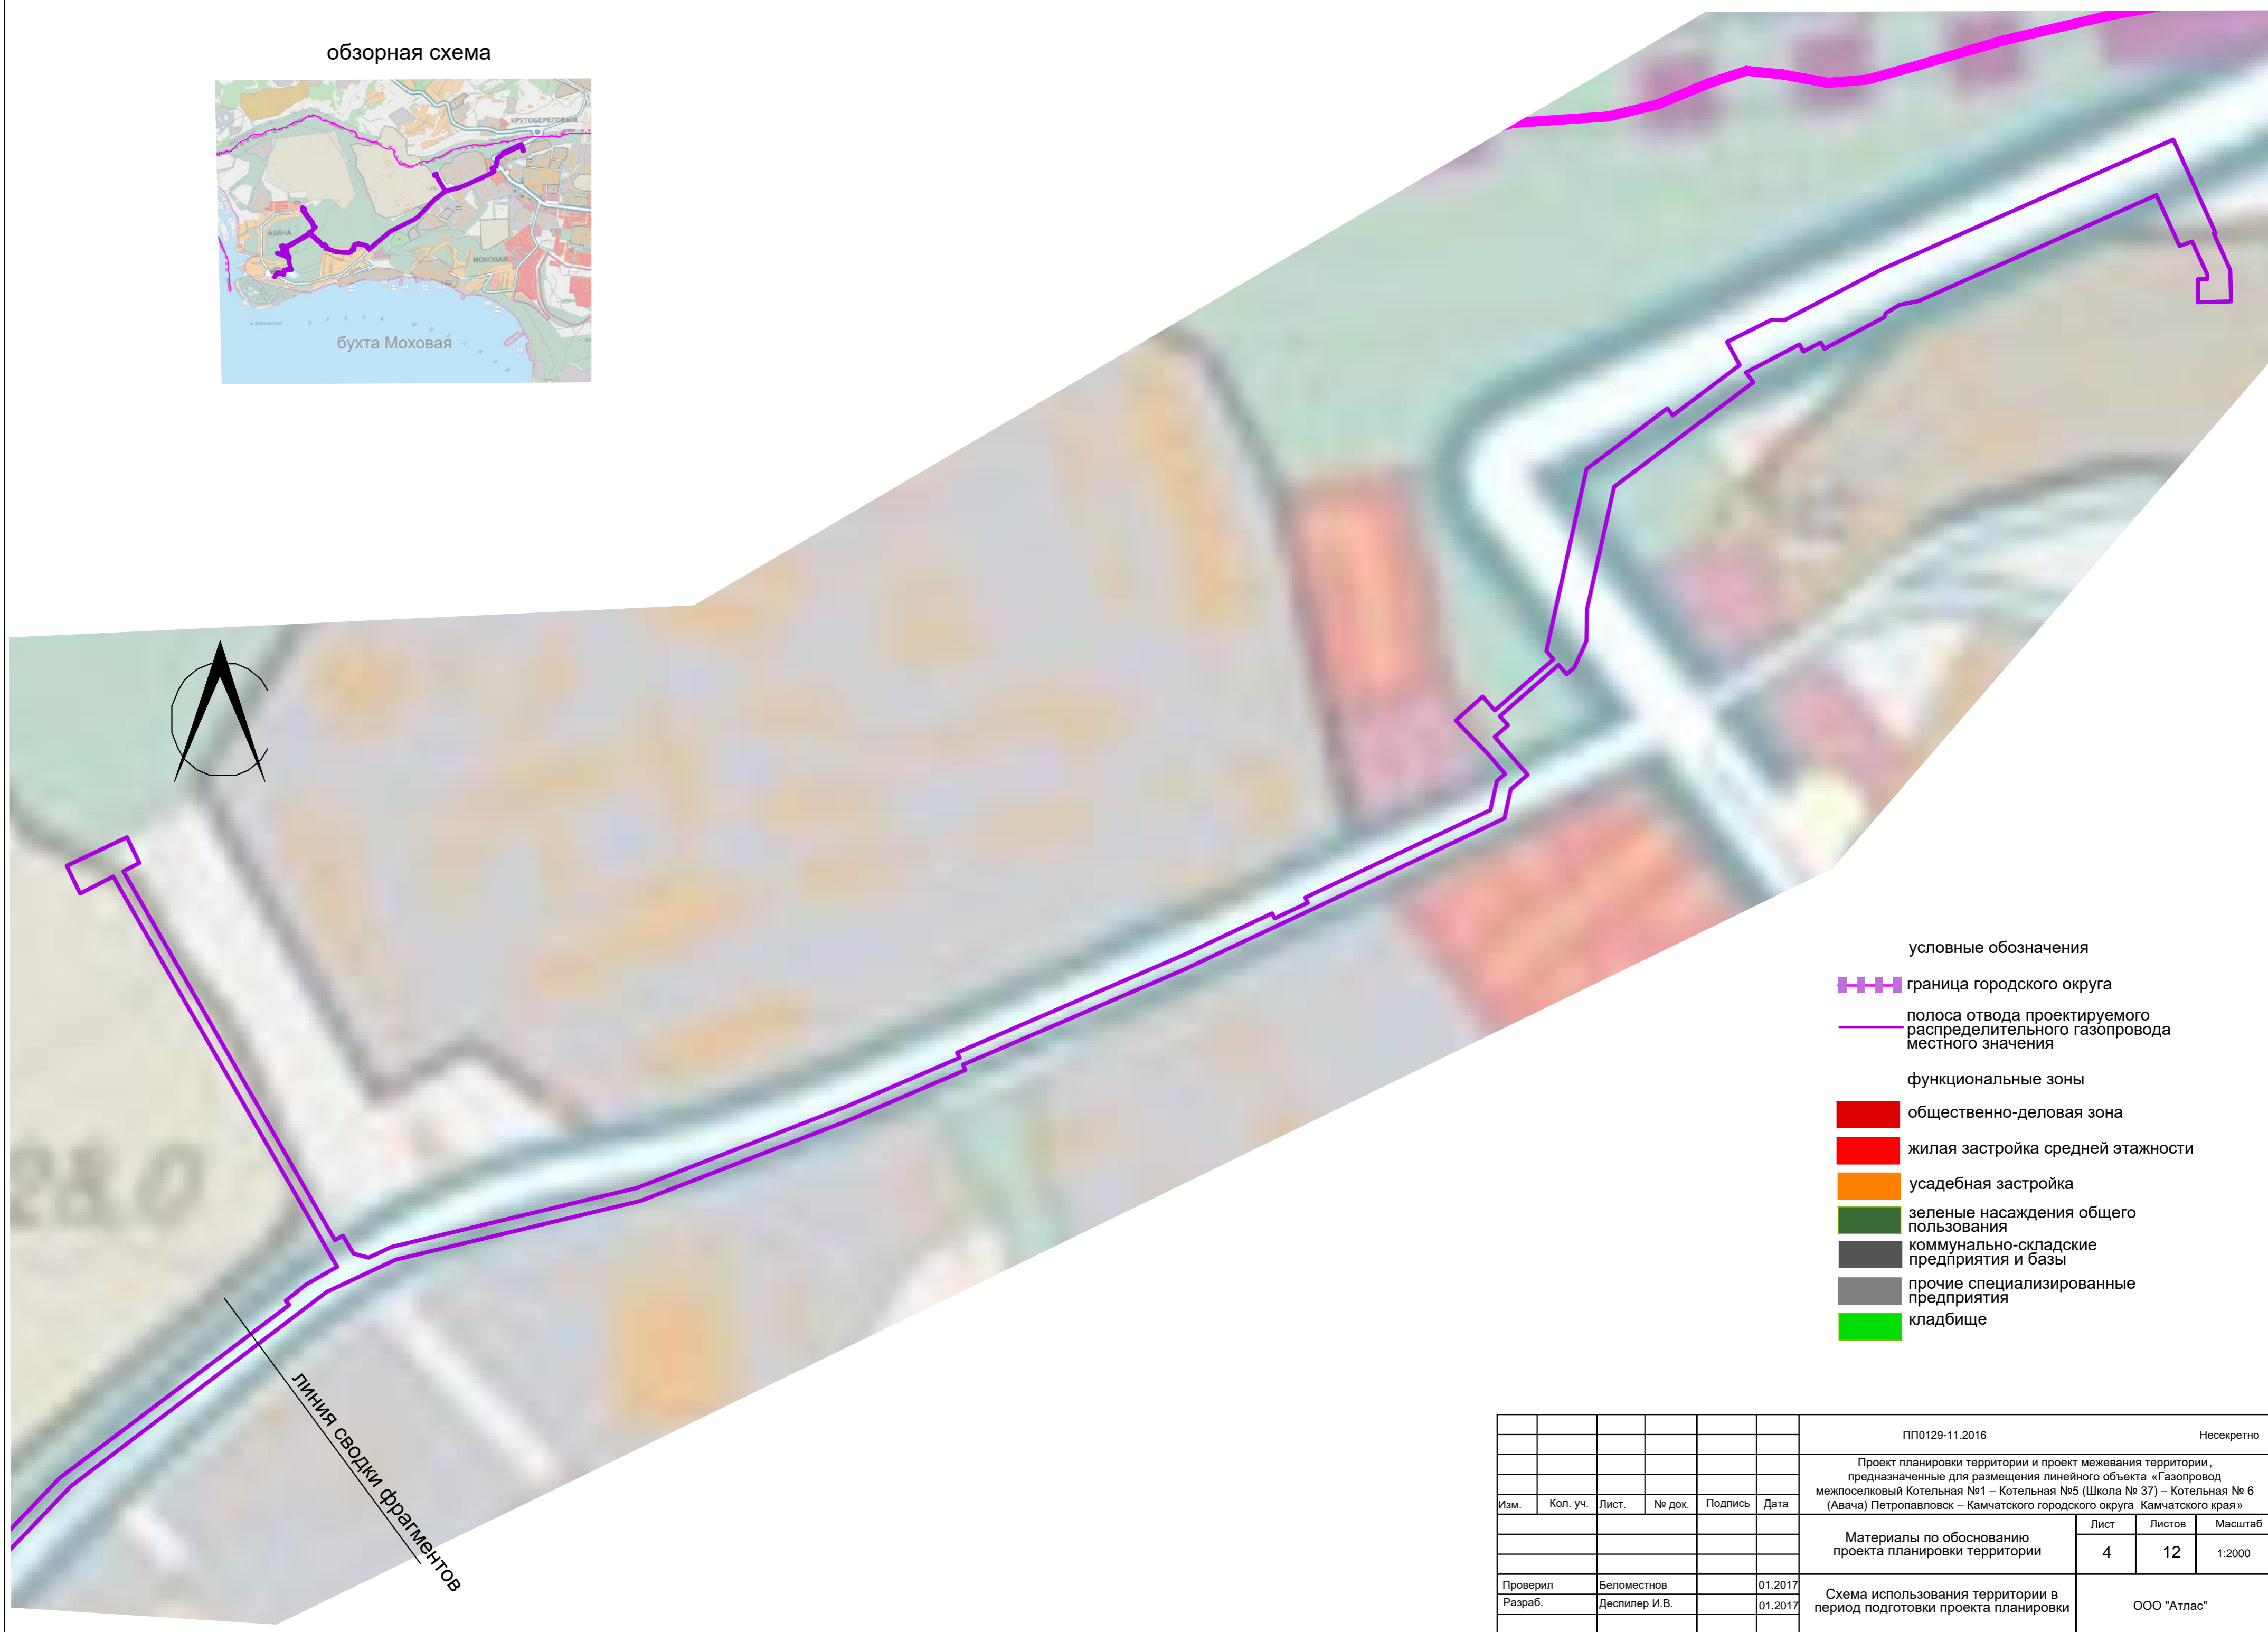 обзорная схема
КРУТОБЕРЕГОВЫЙ
АВАЧА
МОХОВАЯ
бухта Моховая
28.0
линия сводки фрагментов
условные обозначения
граница городского округа
полоса отвода проектируемого
распределительного газопровода
местного значения
функциональные зоны
общественно-деловая зона
жилая застройка средней этажности
усадебная застройка
зеленые насаждения общего
пользования
коммунально-складские
предприятия и базы
прочие специализированные
предприятия
кладбище
ПП0129-11.2016 Несекретно
Проект планировки территории и проект межевания территории,
предназначенные для размещения линейного объекта «Газопровод
межпоселковый Котельная №1 – Котельная №5 (Школа № 37) – Котельная № 6
(Авача) Петропавловск – Камчатского городского округа Камчатского края»
Изм. Кол. уч. Лист. № док. Подпись Дата
Материалы по обоснованию
проекта планировки территории
Лист Листов Масштаб
4 12 1:2000
Проверил Беломестнов 01.2017
Разраб. Деспилер И.В. 01.2017
Схема использования территории в
период подготовки проекта планировки
ООО "Атлас"